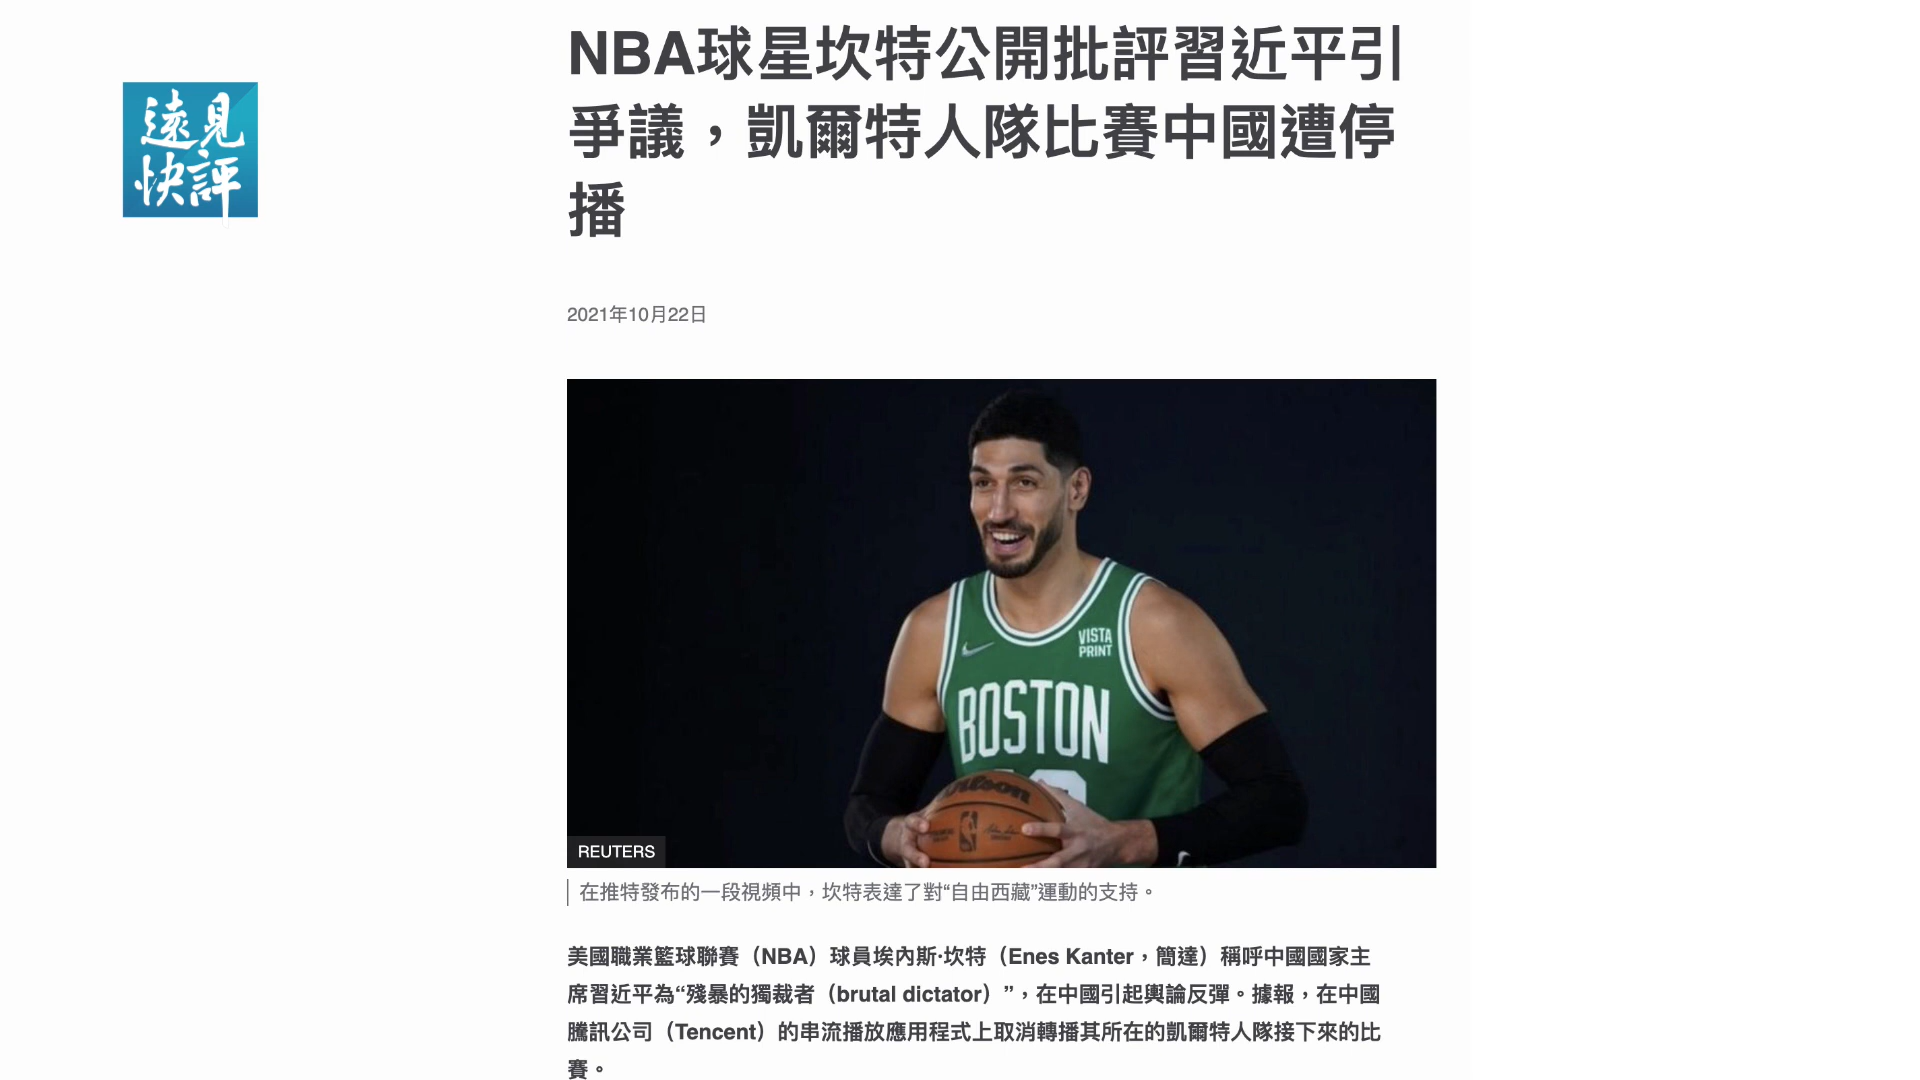 遠見
快評
NBA球星坎特公開批評習近平引
爭議，凱爾特人隊比賽中國遭停
播
2021年10月22日
VISTA
PRINT
BOSTON
Wilson
REUTERS
在推特發布的一段視頻中，坎特表達了對“自由西藏”運動的支持。
美國職業籃球聯賽（NBA）球員埃內斯·坎特（Enes Kanter，簡達）稱呼中國國家主
席習近平為“殘暴的獨裁者（brutal dictator）”，在中國引起輿論反彈。據報，在中國
騰訊公司（Tencent）的串流播放應用程式上取消轉播其所在的凱爾特人隊接下來的比
賽。